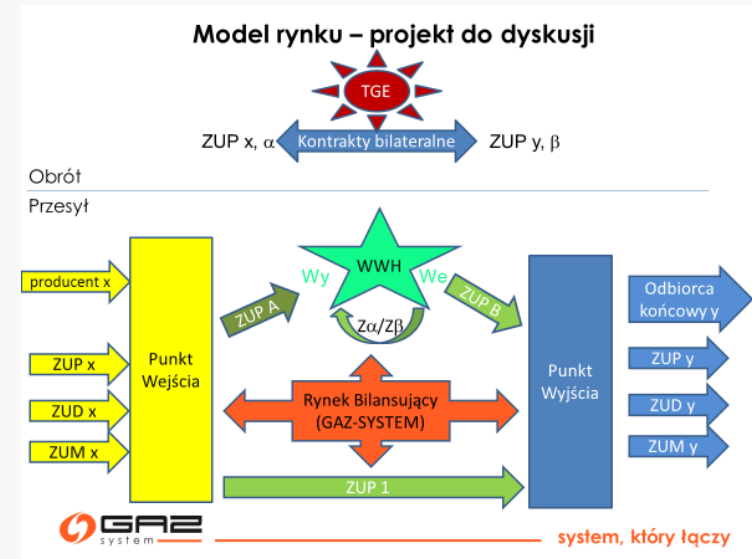 Model rynku – projekt do dyskusji
TGE
ZUP x, α
Kontrakty bilateralne
ZUP y, β
Obrót
Przesył
producent x
ZUP x
ZUD x
ZUM x
Punkt
Wejścia
ZUP A
Wy
WWH
We
Zα/Zβ
ZUP B
Rynek Bilansujący
(GAZ-SYSTEM)
ZUP 1
Punkt
Wyjścia
Odbiorca
końcowy y
ZUP y
ZUD y
ZUM y
GAZ
system
system, który łączy